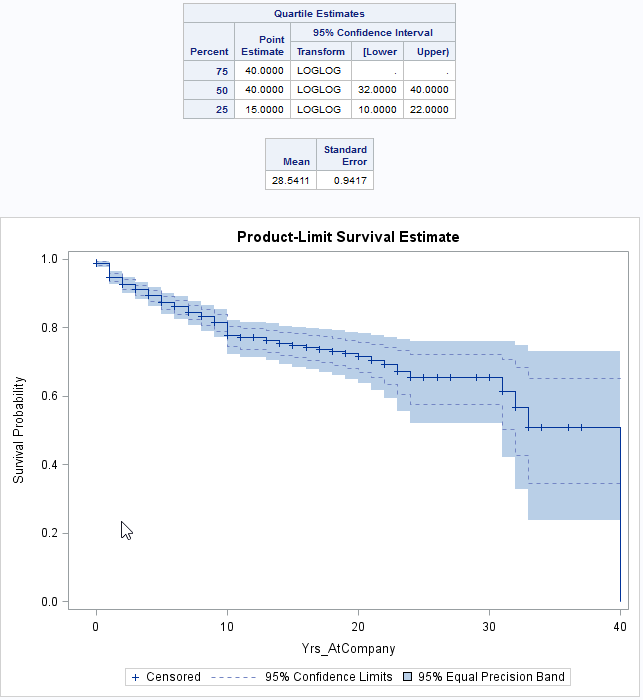 Quartile Estimates
Percent Point Estimate 95% Confidence Interval
Transform [Lower Upper)
75 40.0000 LOGLOG . .
50 40.0000 LOGLOG 32.0000 40.0000
25 15.0000 LOGLOG 10.0000 22.0000
Mean Standard Error
28.5411 0.9417
Product-Limit Survival Estimate
1.0
0.8
0.6
0.4
0.2
0.0
Survival Probability
0 10 20 30 40
Yrs_AtCompany
+ Censored 95% Confidence Limits 95% Equal Precision Band